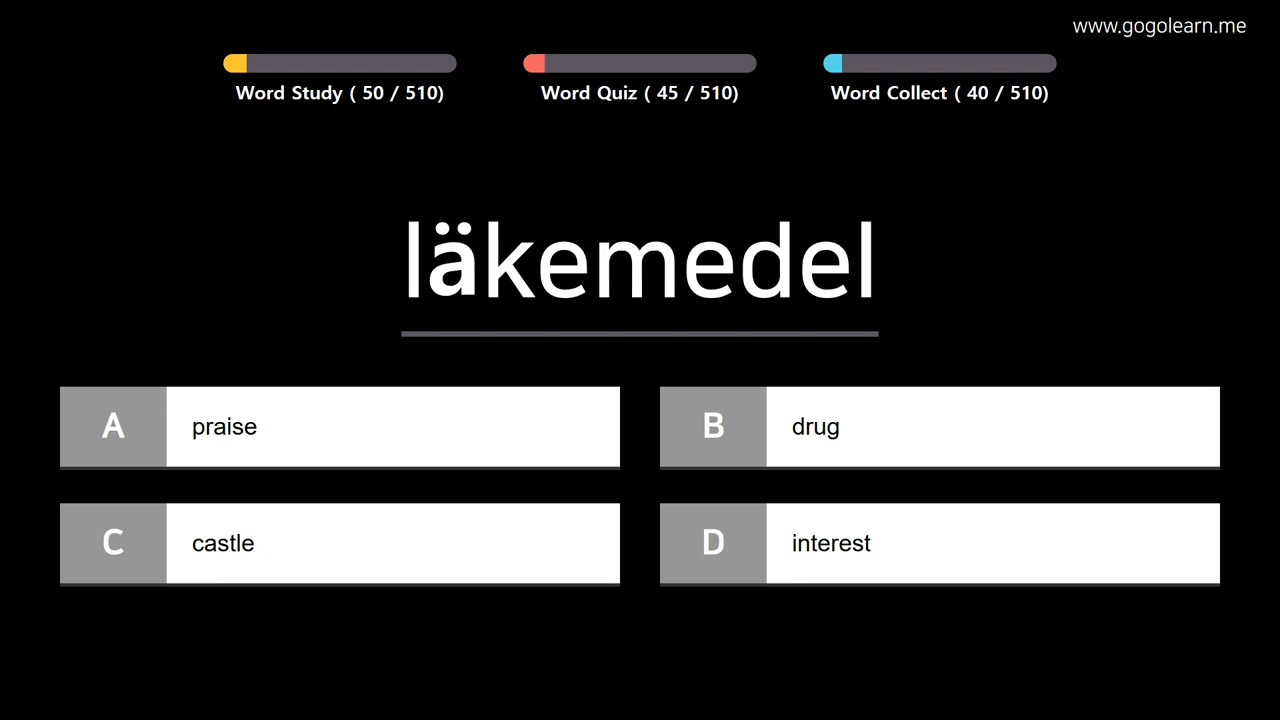 www.gogolearn.me
Word Study ( 50 / 510)
Word Quiz ( 45 / 510)
Word Collect ( 40 / 510)
läkemedel
A praise
B drug
C castle
D interest